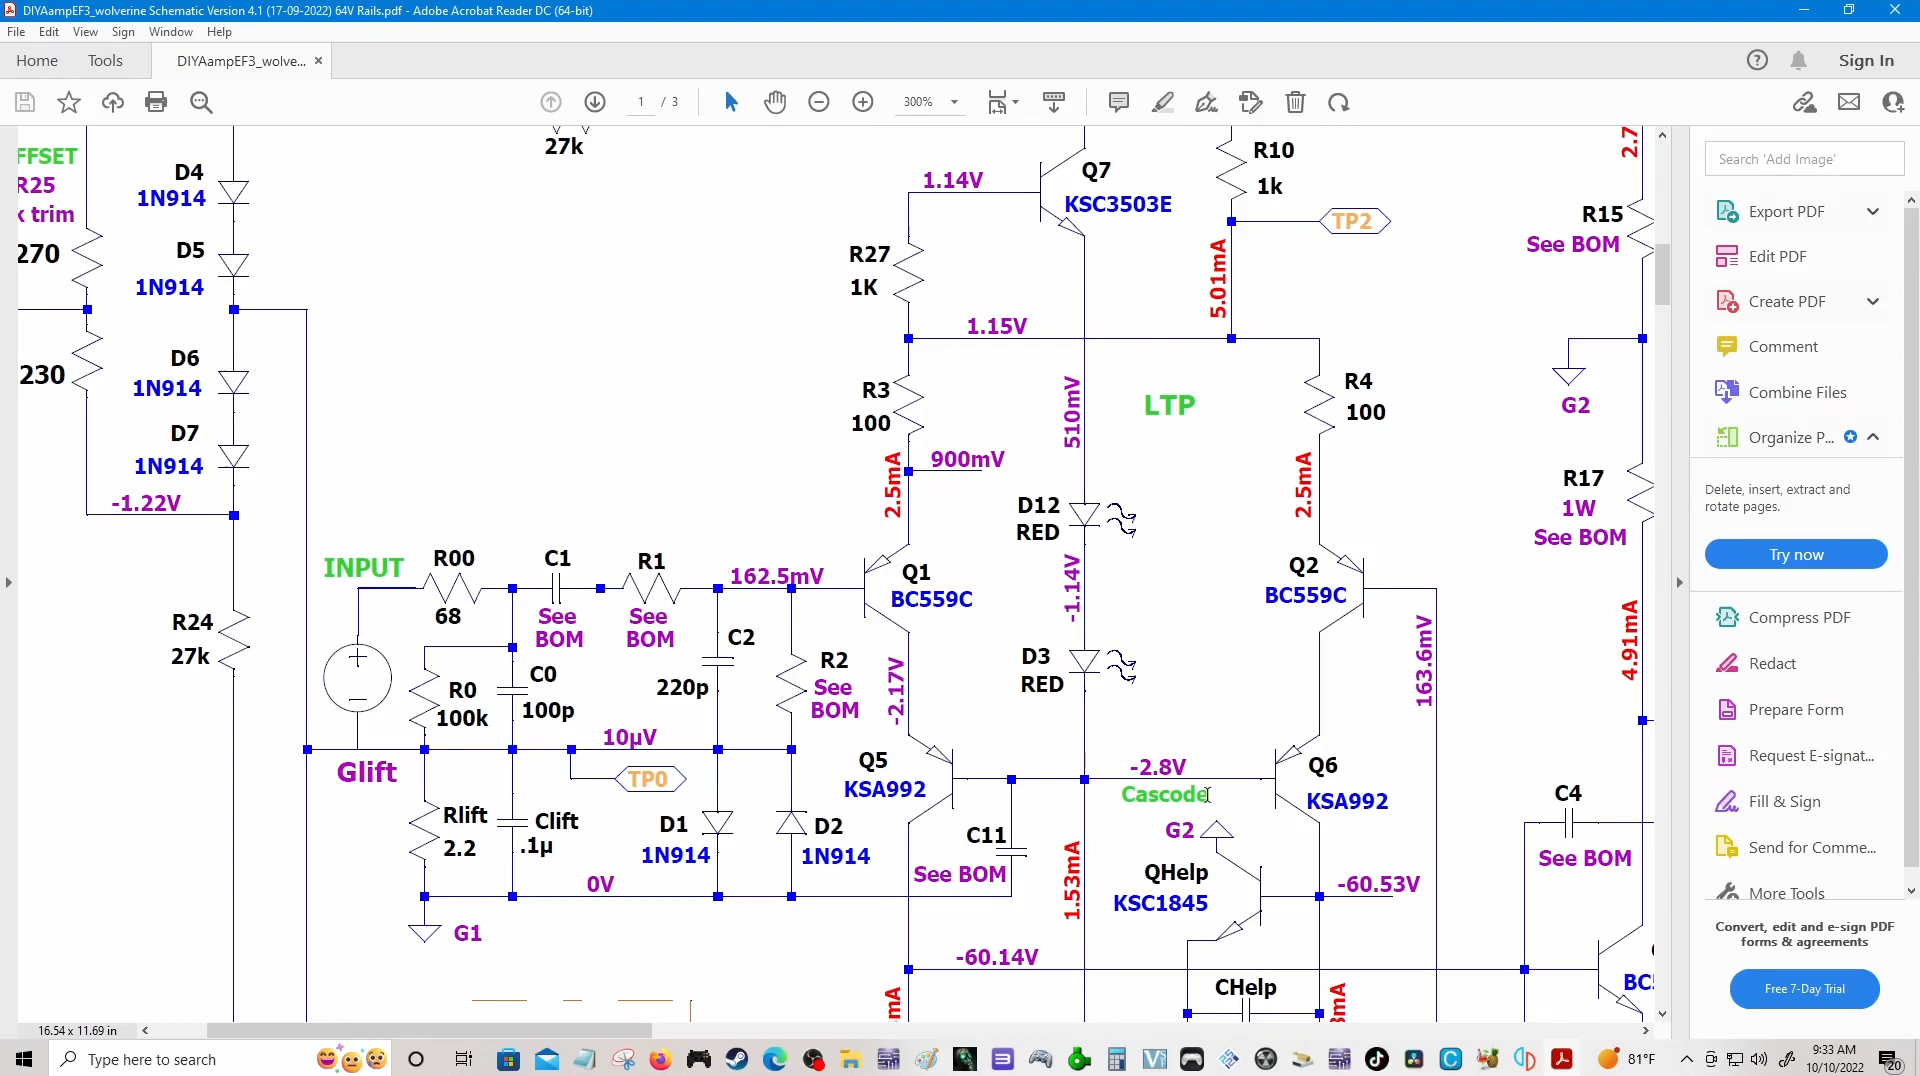 DIYAampEF3_wolverine Schematic Version 4.1 (17-09-2022) 64V Rails.pdf - Adobe Acrobat Reader DC (64-bit)
File Edit View Sign Window Help
Home Tools DIYAampEF3_wolve... × Sign In
1 / 3 300%
FFSET
R25
k trim
270
230
D4
1N914
D5
1N914
D6
1N914
D7
1N914
-1.22V
R24
27k
27k
1.14V
Q7
KSC3503E
R10
1k
TP2
5.01mA
R27
1K
1.15V
R3
100
900mV
2.5mA
510mV
LTP
R4
100
2.5mA
D12
RED
-1.14V
D3
RED
INPUT
R00
68
C1
See
BOM
R1
See
BOM
162.5mV
Q1
BC559C
Q2
BC559C
163.6mV
C2
220p
R2
See
BOM
-2.17V
R0
100k
C0
100p
10µV
TP0
Glift
Rlift
2.2
Clift
.1µ
D1
1N914
D2
1N914
0V
G1
Q5
KSA992
C11
See BOM
-2.8V
Cascode
G2
Q6
KSA992
QHelp
KSC1845
-60.53V
1.53mA
-60.14V
CHelp
mA
mA
2.7
R15
See BOM
G2
R17
1W
See BOM
4.91mA
C4
See BOM
Search 'Add Image'
Export PDF
Edit PDF
Create PDF
Comment
Combine Files
Organize P...
Delete, insert, extract and
rotate pages.
Try now
Compress PDF
Redact
Prepare Form
Request E-signat...
Fill & Sign
Send for Comme...
More Tools
Convert, edit and e-sign PDF
forms & agreements
Free 7-Day Trial
16.54 x 11.69 in
Type here to search
81°F
9:33 AM
10/10/2022
20